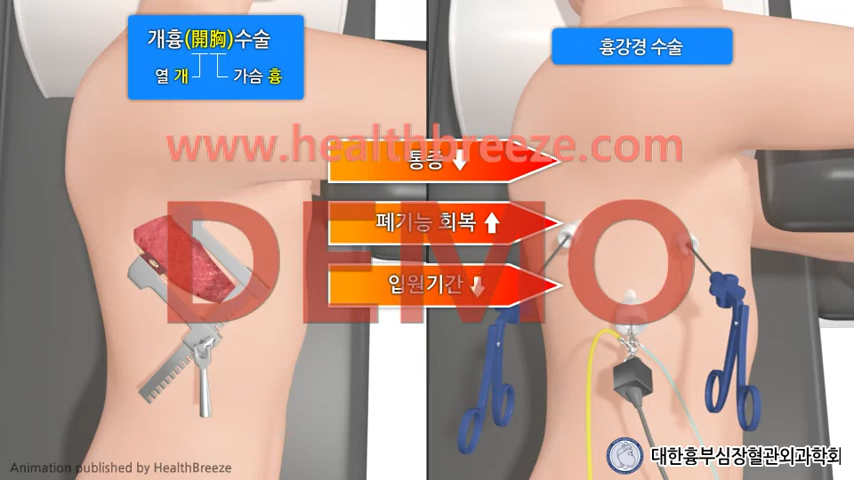 개흉(開胸)수술
열 개 가슴 흉
흉강경 수술
www.healthbreeze.com
통증
폐기능 회복
입원기간
DEMO
Animation published by HealthBreeze
대한흉부심장혈관외과학회